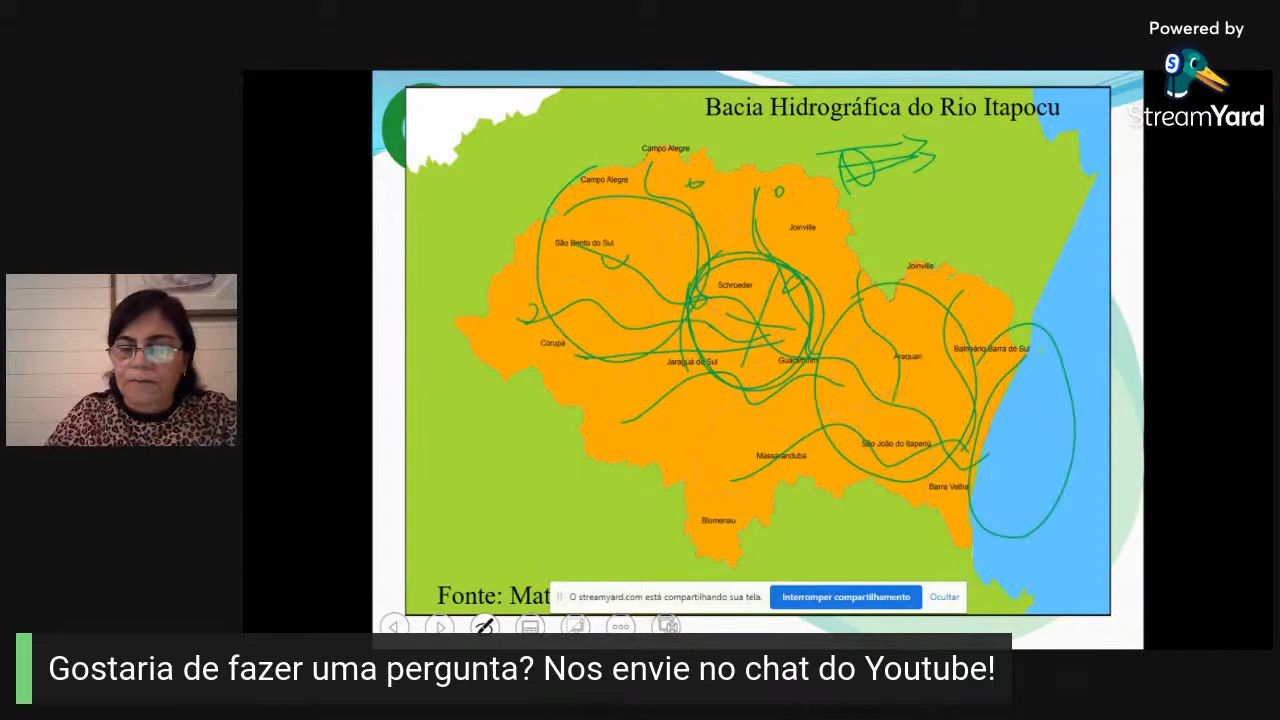 Powered by
StreamYard
Bacia Hidrográfica do Rio Itapocu
Campo Alegre
Campo Alegre
Joinville
São Bento do Sul
Joinville
Schroeder
Corupá
Balneário Barra do Sul
Araquari
Jaraguá do Sul
Guaramirim
São João do Itaperiú
Massaranduba
Barra Velha
Blumenau
Fonte: Mat
O streamyard.com está compartilhando sua tela.
Interromper compartilhamento
Ocultar
Gostaria de fazer uma pergunta? Nos envie no chat do Youtube!